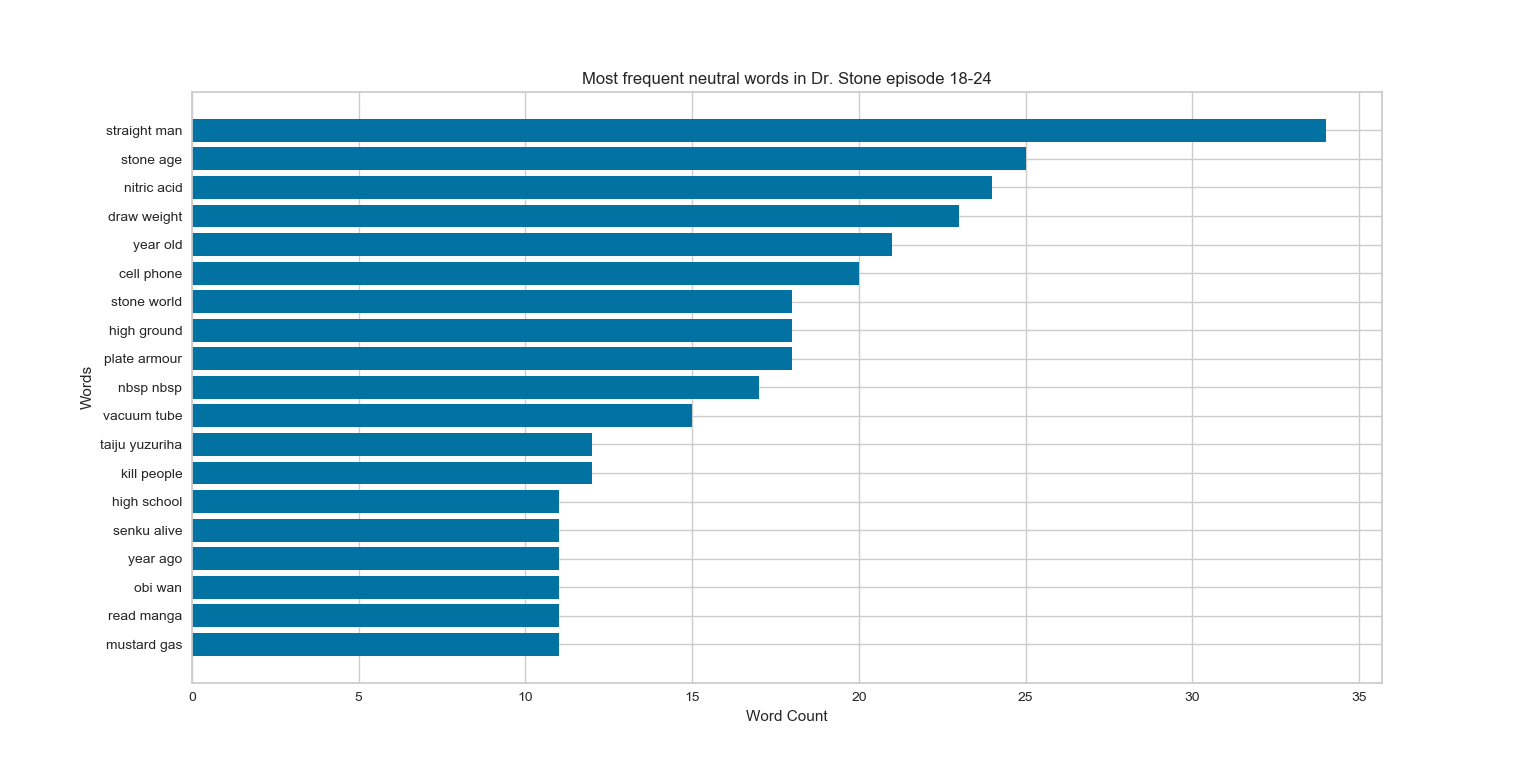 Most frequent neutral words in Dr. Stone episode 18-24
straight man
stone age
nitric acid
draw weight
year old
cell phone
stone world
high ground
plate armour
nbsp nbsp
vacuum tube
taiju yuzuriha
kill people
high school
senku alive
year ago
obi wan
read manga
mustard gas
Words
0 5 10 15 20 25 30 35
Word Count